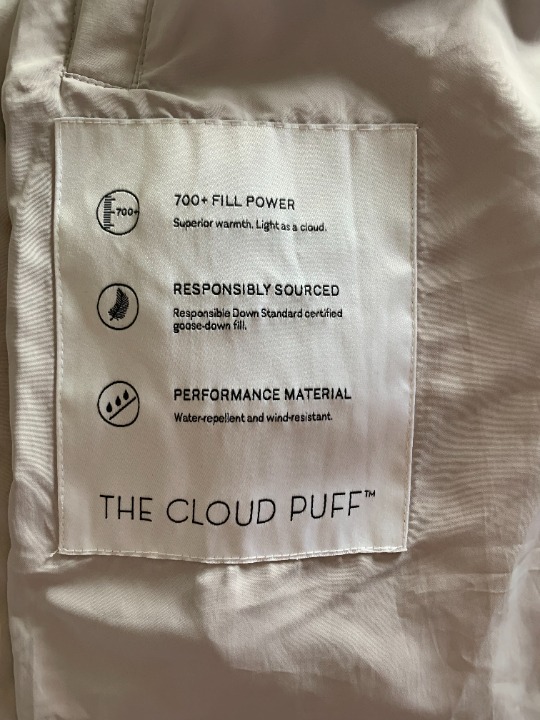 700+
700+ FILL POWER
Superior warmth. Light as a cloud.
RESPONSIBLY SOURCED
Responsible Down Standard certified
goose-down fill.
PERFORMANCE MATERIAL
Water-repellent and wind-resistant.
THE CLOUD PUFF™